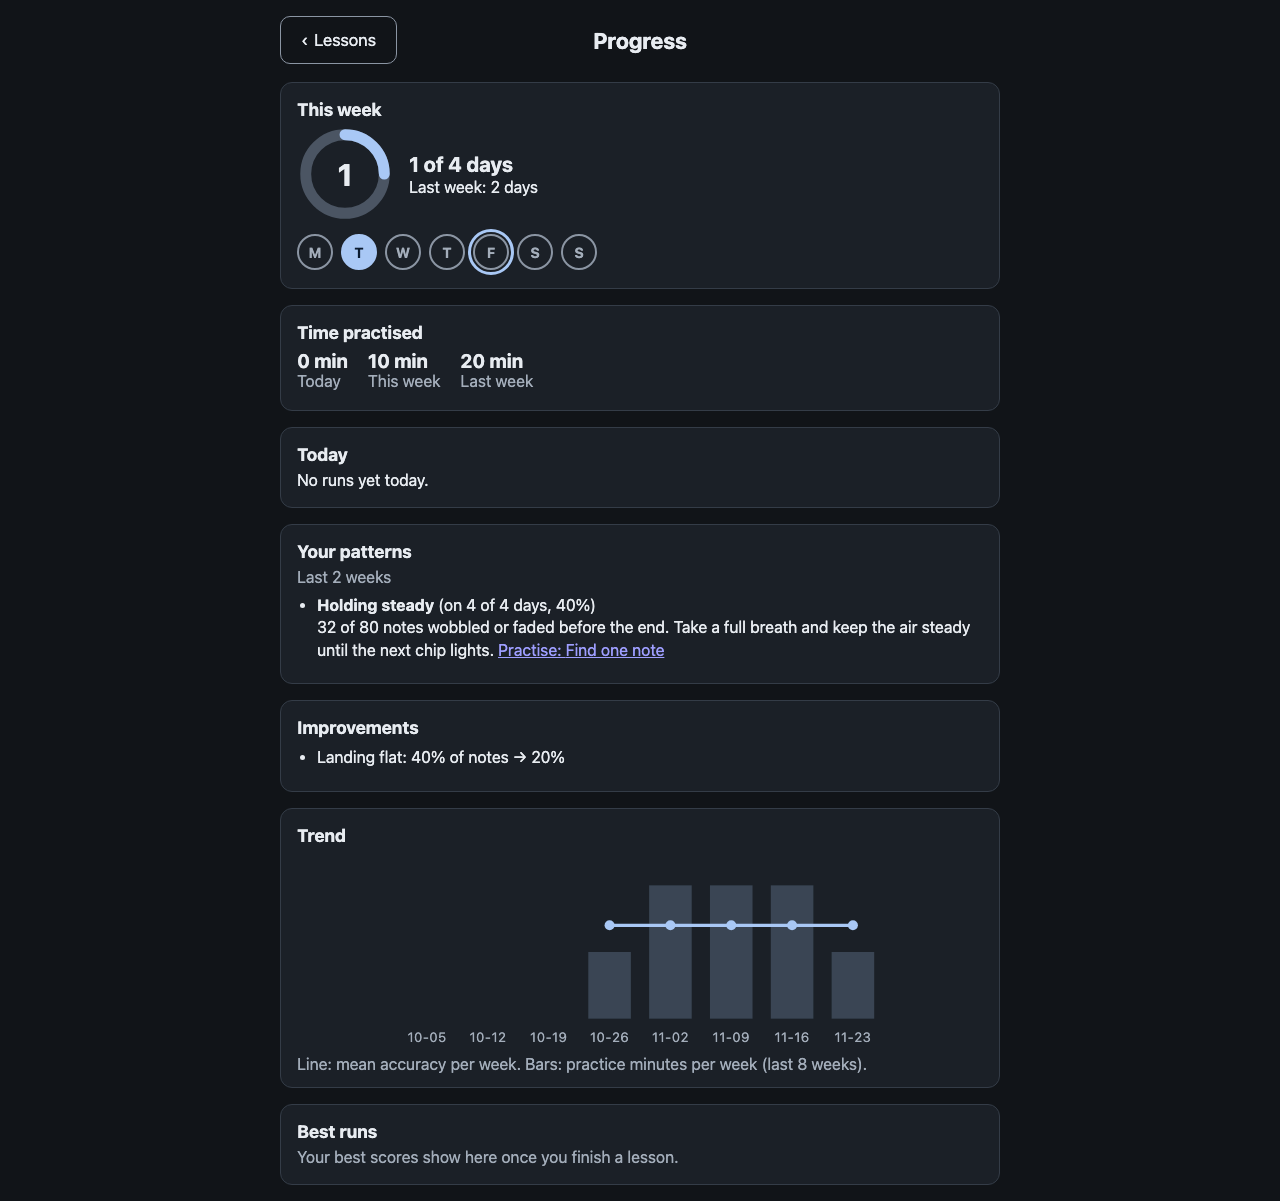 ‹ Lessons
Progress
This week
1
1 of 4 days
Last week: 2 days
M T W T F S S
Time practised
0 min 10 min 20 min
Today This week Last week
Today
No runs yet today.
Your patterns
Last 2 weeks
• Holding steady (on 4 of 4 days, 40%)
32 of 80 notes wobbled or faded before the end. Take a full breath and keep the air steady
until the next chip lights. Practise: Find one note
Improvements
• Landing flat: 40% of notes → 20%
Trend
10-05 10-12 10-19 10-26 11-02 11-09 11-16 11-23
Line: mean accuracy per week. Bars: practice minutes per week (last 8 weeks).
Best runs
Your best scores show here once you finish a lesson.